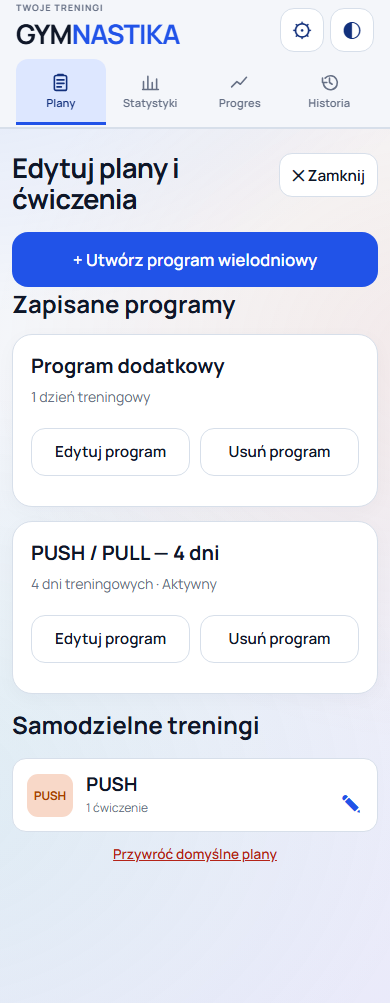 TWOJE TRENINGI
GYMNASTIKA
Plany
Statystyki
Progres
Historia
Edytuj plany i
ćwiczenia
Zamknij
+ Utwórz program wielodniowy
Zapisane programy
Program dodatkowy
1 dzień treningowy
Edytuj program
Usuń program
PUSH / PULL — 4 dni
4 dni treningowych · Aktywny
Edytuj program
Usuń program
Samodzielne treningi
PUSH
PUSH
1 ćwiczenie
Przywróć domyślne plany